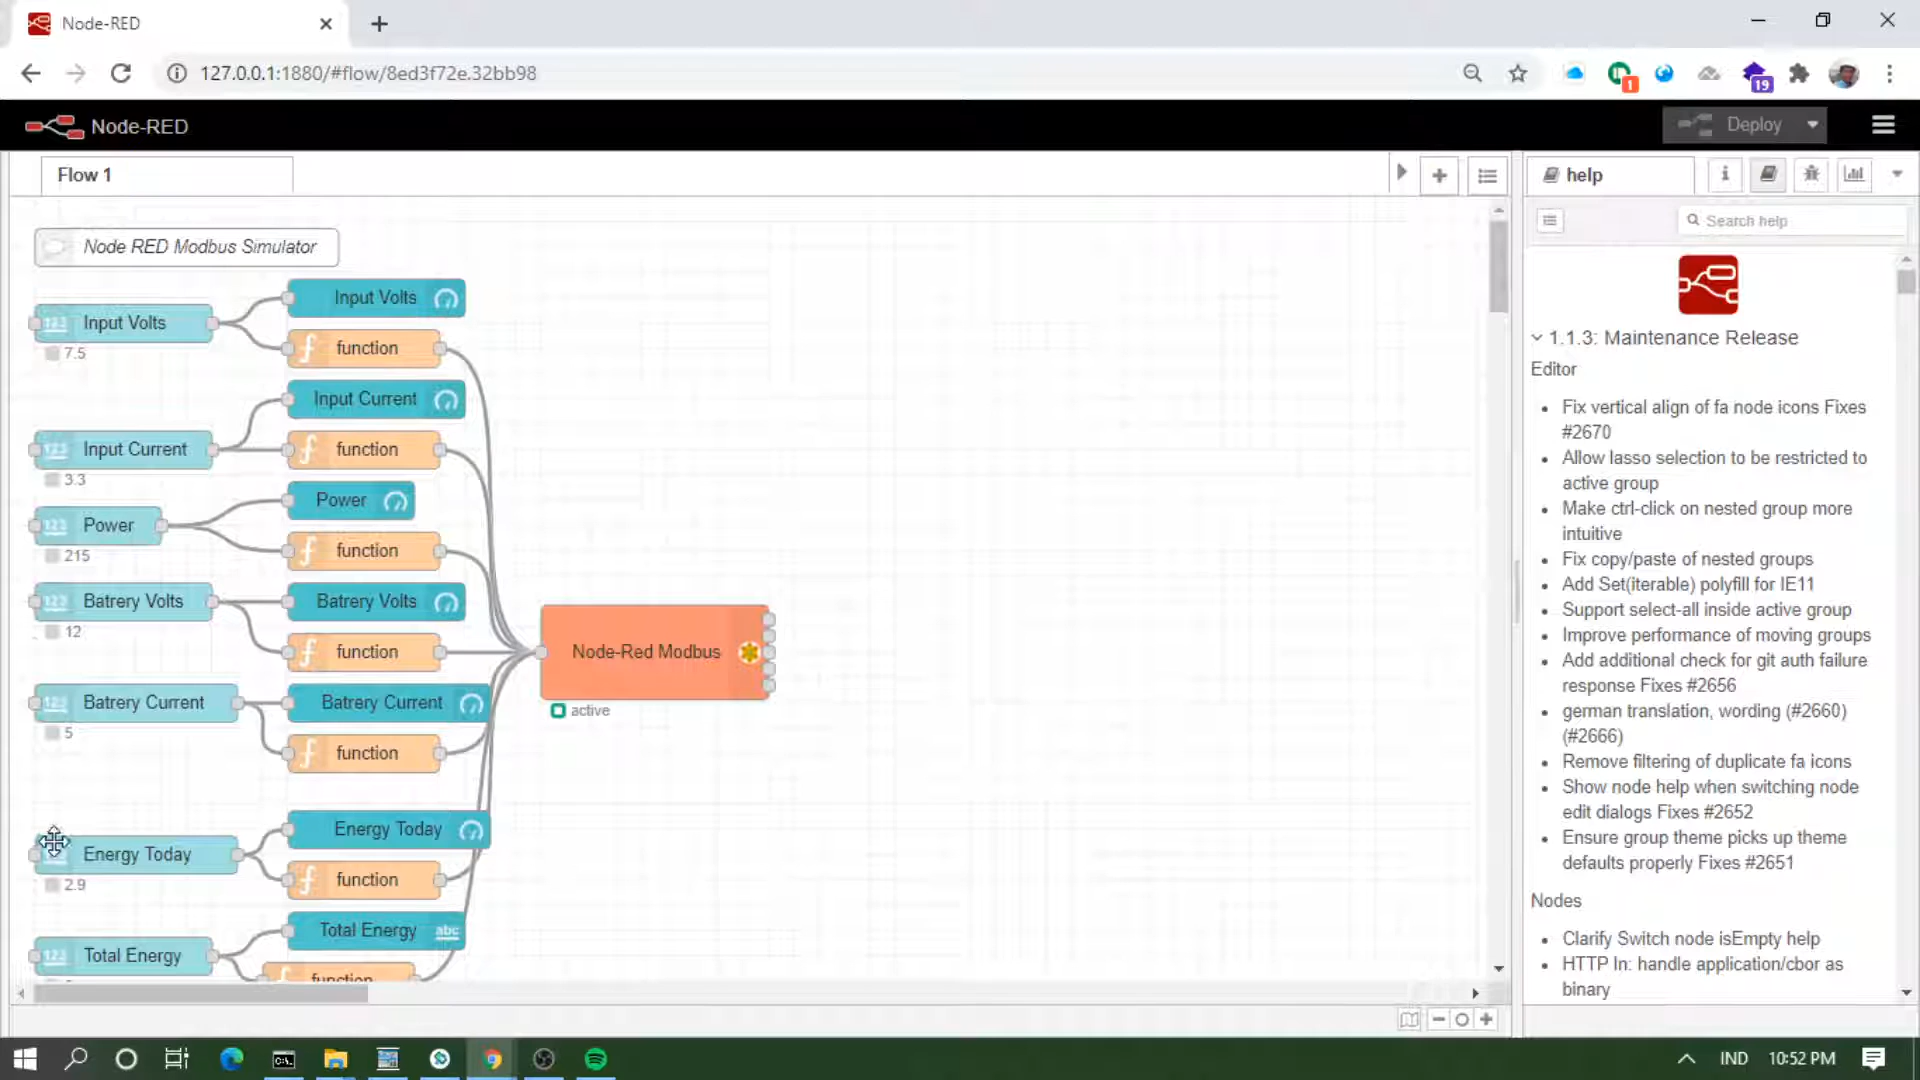 Node-RED
127.0.0.1:1880/#flow/8ed3f72e.32bb98
1
19
Node-RED
Deploy
Flow 1
help
Search help
Node RED Modbus Simulator
Input Volts
7.5
Input Volts
function
Input Current
Input Current
3.3
function
Power
Power
215
function
Batrery Volts
12
Batrery Volts
function
Batrery Current
5
Batrery Current
function
Energy Today
2.9
Energy Today
function
Total Energy
Total Energy
abc
function
Node-Red Modbus
active
1.1.3: Maintenance Release
Editor
Fix vertical align of fa node icons Fixes
#2670
Allow lasso selection to be restricted to
active group
Make ctrl-click on nested group more
intuitive
Fix copy/paste of nested groups
Add Set(iterable) polyfill for IE11
Support select-all inside active group
Improve performance of moving groups
Add additional check for git auth failure
response Fixes #2656
german translation, wording (#2660)
(#2666)
Remove filtering of duplicate fa icons
Show node help when switching node
edit dialogs Fixes #2652
Ensure group theme picks up theme
defaults properly Fixes #2651
Nodes
Clarify Switch node isEmpty help
HTTP In: handle application/cbor as
binary
IND
10:52 PM